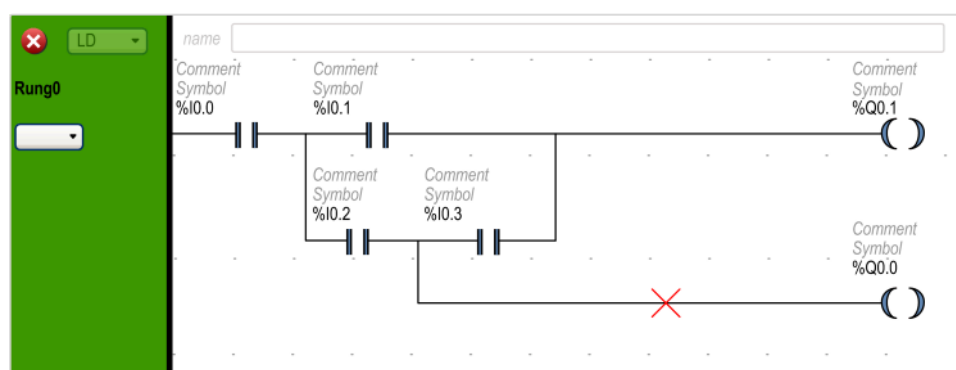 LD
name
Rung0
Comment
Symbol
%I0.0
Comment
Symbol
%I0.1
Comment
Symbol
%Q0.1
Comment
Symbol
%I0.2
Comment
Symbol
%I0.3
Comment
Symbol
%Q0.0